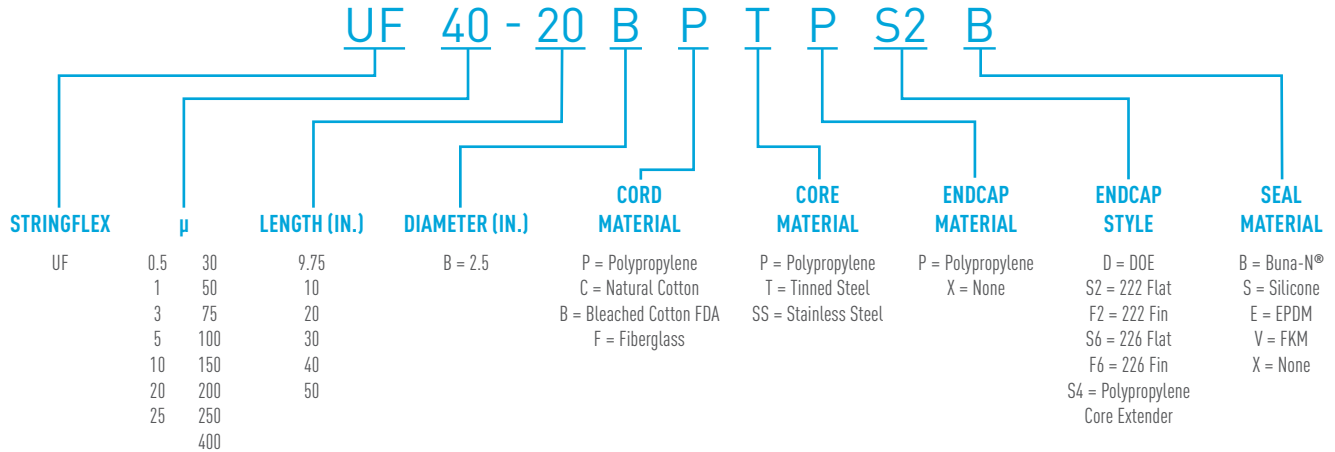 UF 40 - 20 B P T P S2 B
STRINGFLEX
UF
µ
0.5 30
1 50
3 75
5 100
10 150
20 200
25 250
400
LENGTH (IN.)
9.75
10
20
30
40
50
DIAMETER (IN.)
B = 2.5
CORD
MATERIAL
P = Polypropylene
C = Natural Cotton
B = Bleached Cotton FDA
F = Fiberglass
CORE
MATERIAL
P = Polypropylene
T = Tinned Steel
SS = Stainless Steel
ENDCAP
MATERIAL
P = Polypropylene
X = None
ENDCAP
STYLE
D = DOE
S2 = 222 Flat
F2 = 222 Fin
S6 = 226 Flat
F6 = 226 Fin
S4 = Polypropylene
Core Extender
SEAL
MATERIAL
B = Buna-N®
S = Silicone
E = EPDM
V = FKM
X = None